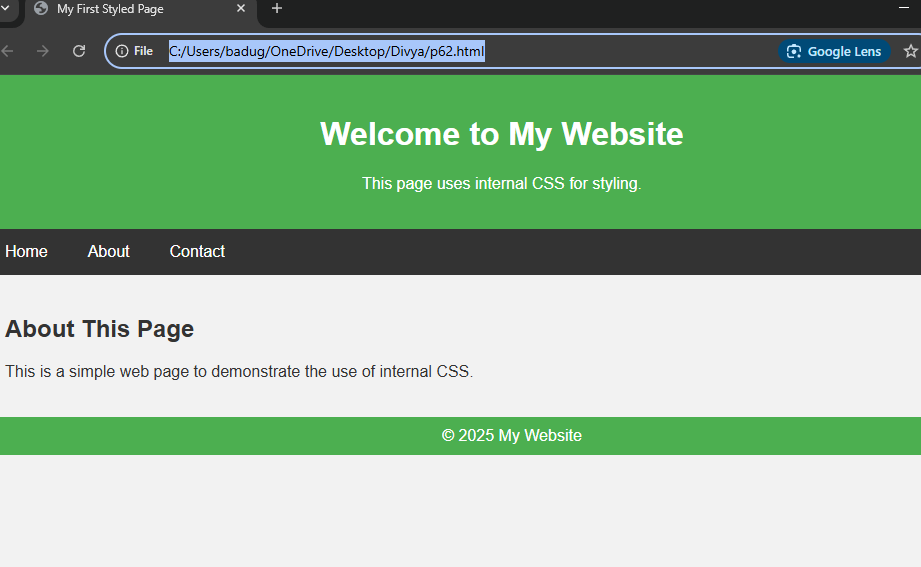 My First Styled Page
File C:/Users/badug/OneDrive/Desktop/Divya/p62.html Google Lens
Welcome to My Website
This page uses internal CSS for styling.
Home About Contact
About This Page
This is a simple web page to demonstrate the use of internal CSS.
© 2025 My Website